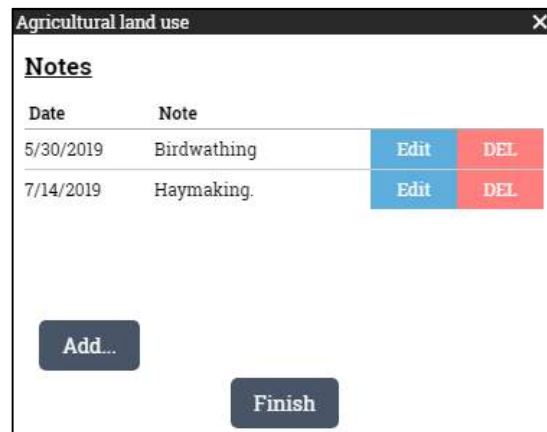 Agricultural land use ×
Notes
Date Note
5/30/2019 Birdwathing Edit DEL
7/14/2019 Haymaking. Edit DEL
Add...
Finish